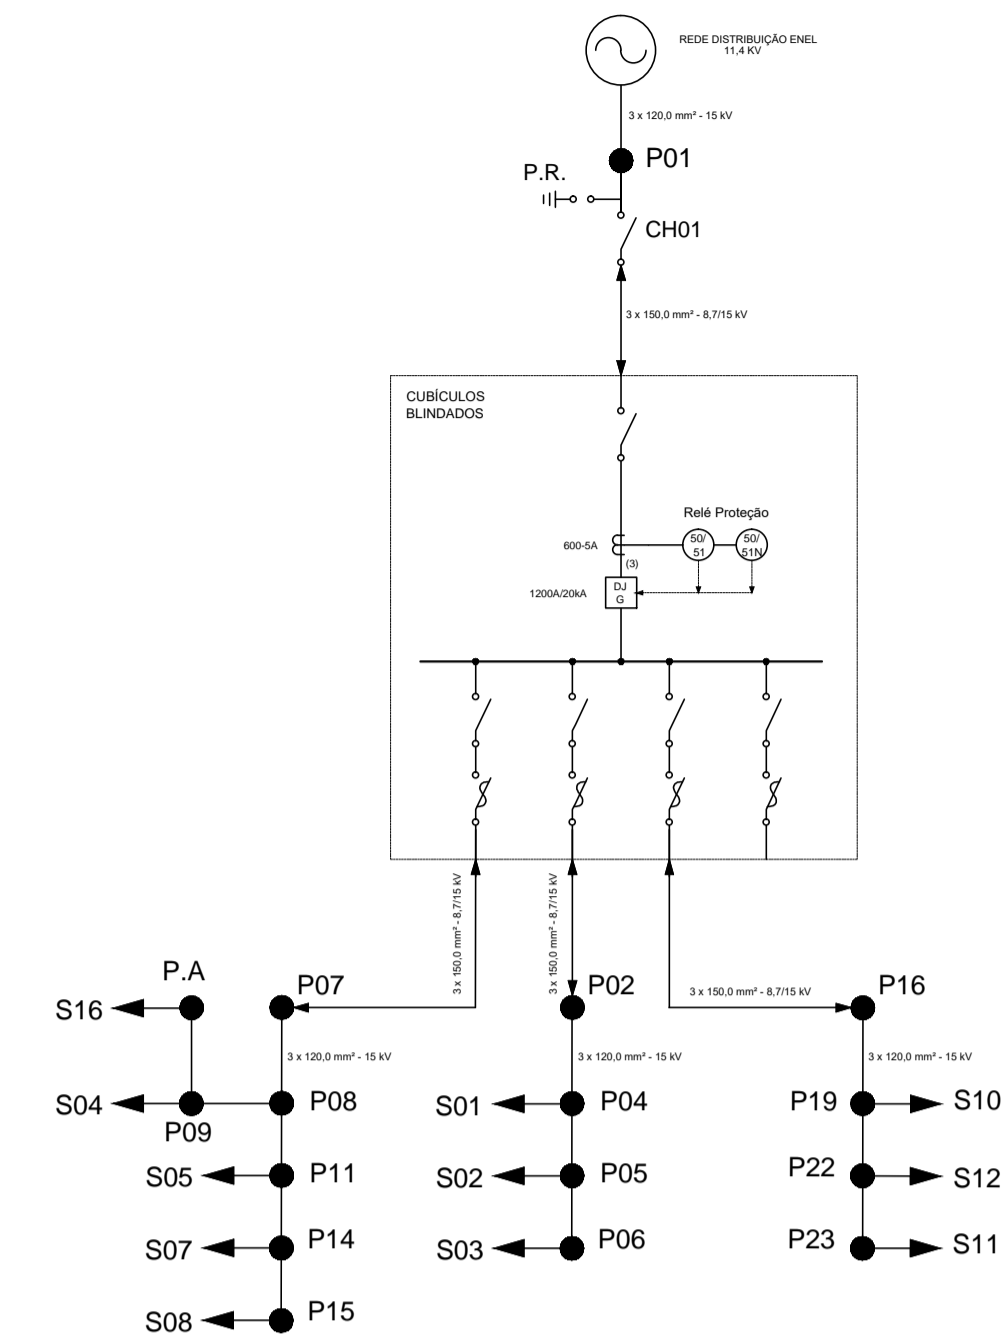 REDE DISTRIBUIÇÃO ENEL
11,4 KV
3 x 120,0 mm² - 15 kV
P01
P.R.
CH01
3 x 150,0 mm² - 8,7/15 kV
CUBÍCULOS
BLINDADOS
Relé Proteção
600-5A
50/
51
50/
51N
(3)
1200A/20kA
DJ
G
3 x 150,0 mm² - 8,7/15 kV
3 x 150,0 mm² - 8,7/15 kV
P.A
P07
P02
3 x 150,0 mm² - 8,7/15 kV
P16
S16
3 x 120,0 mm² - 15 kV
3 x 120,0 mm² - 15 kV
3 x 120,0 mm² - 15 kV
S04
P09
P08
S01
P04
P19
S10
S05
P11
S02
P05
P22
S12
S07
P14
S03
P06
P23
S11
S08
P15